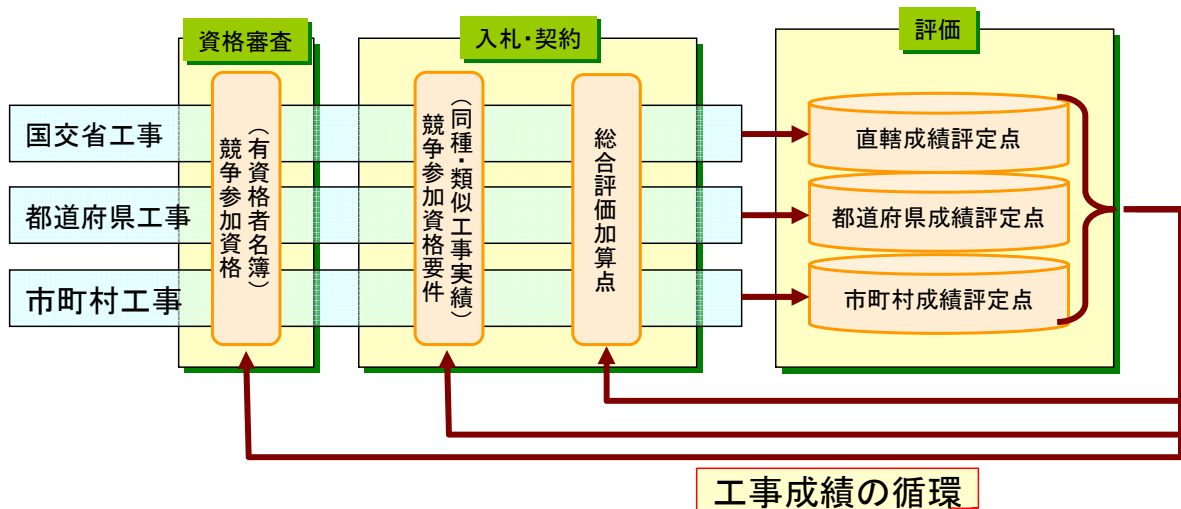 資格審査
入札・契約
評価
国交省工事
都道府県工事
市町村工事
競争参加資格
（有資格者名簿）
競争参加資格要件
（同種・類似工事実績）
総合評価加算点
直轄成績評定点
都道府県成績評定点
市町村成績評定点
工事成績の循環